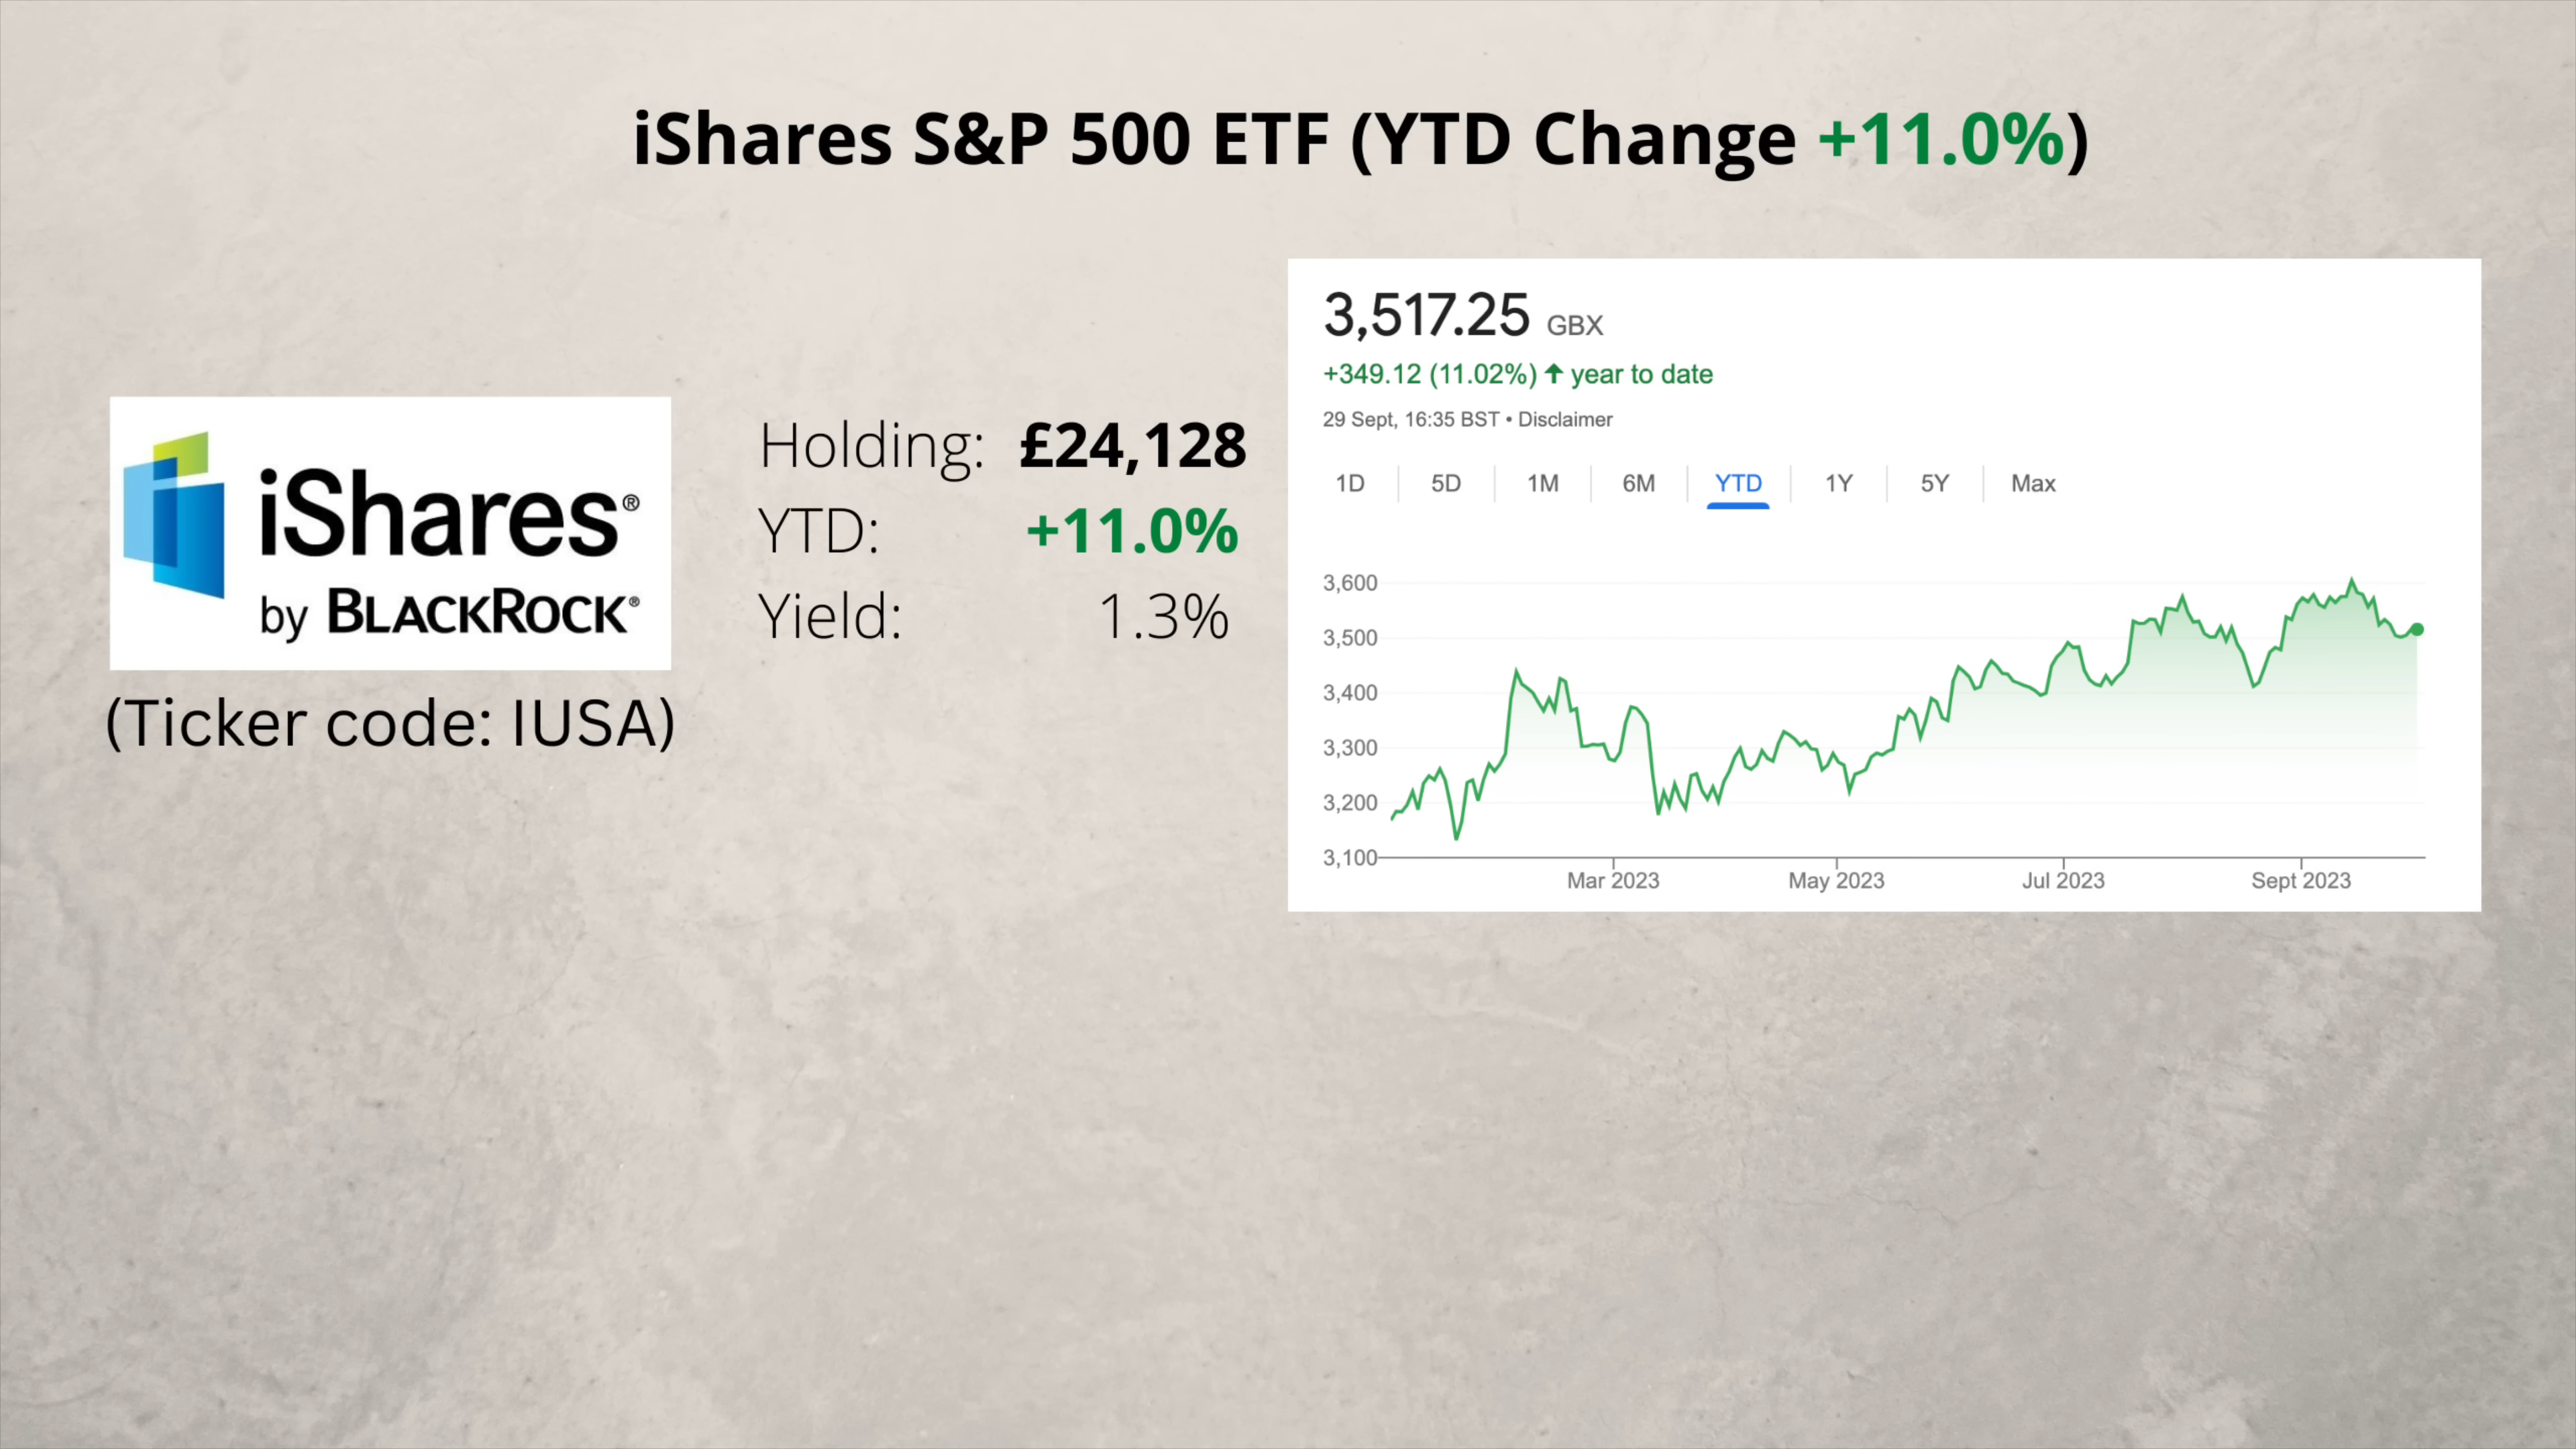 iShares S&P 500 ETF (YTD Change +11.0%)
iShares®
by BLACKROCK®
(Ticker code: IUSA)
Holding: £24,128
YTD: +11.0%
Yield: 1.3%
3,517.25 GBX
+349.12 (11.02%) ↑ year to date
29 Sept, 16:35 BST • Disclaimer
1D 5D 1M 6M YTD 1Y 5Y Max
3,600
3,500
3,400
3,300
3,200
3,100
Mar 2023 May 2023 Jul 2023 Sept 2023